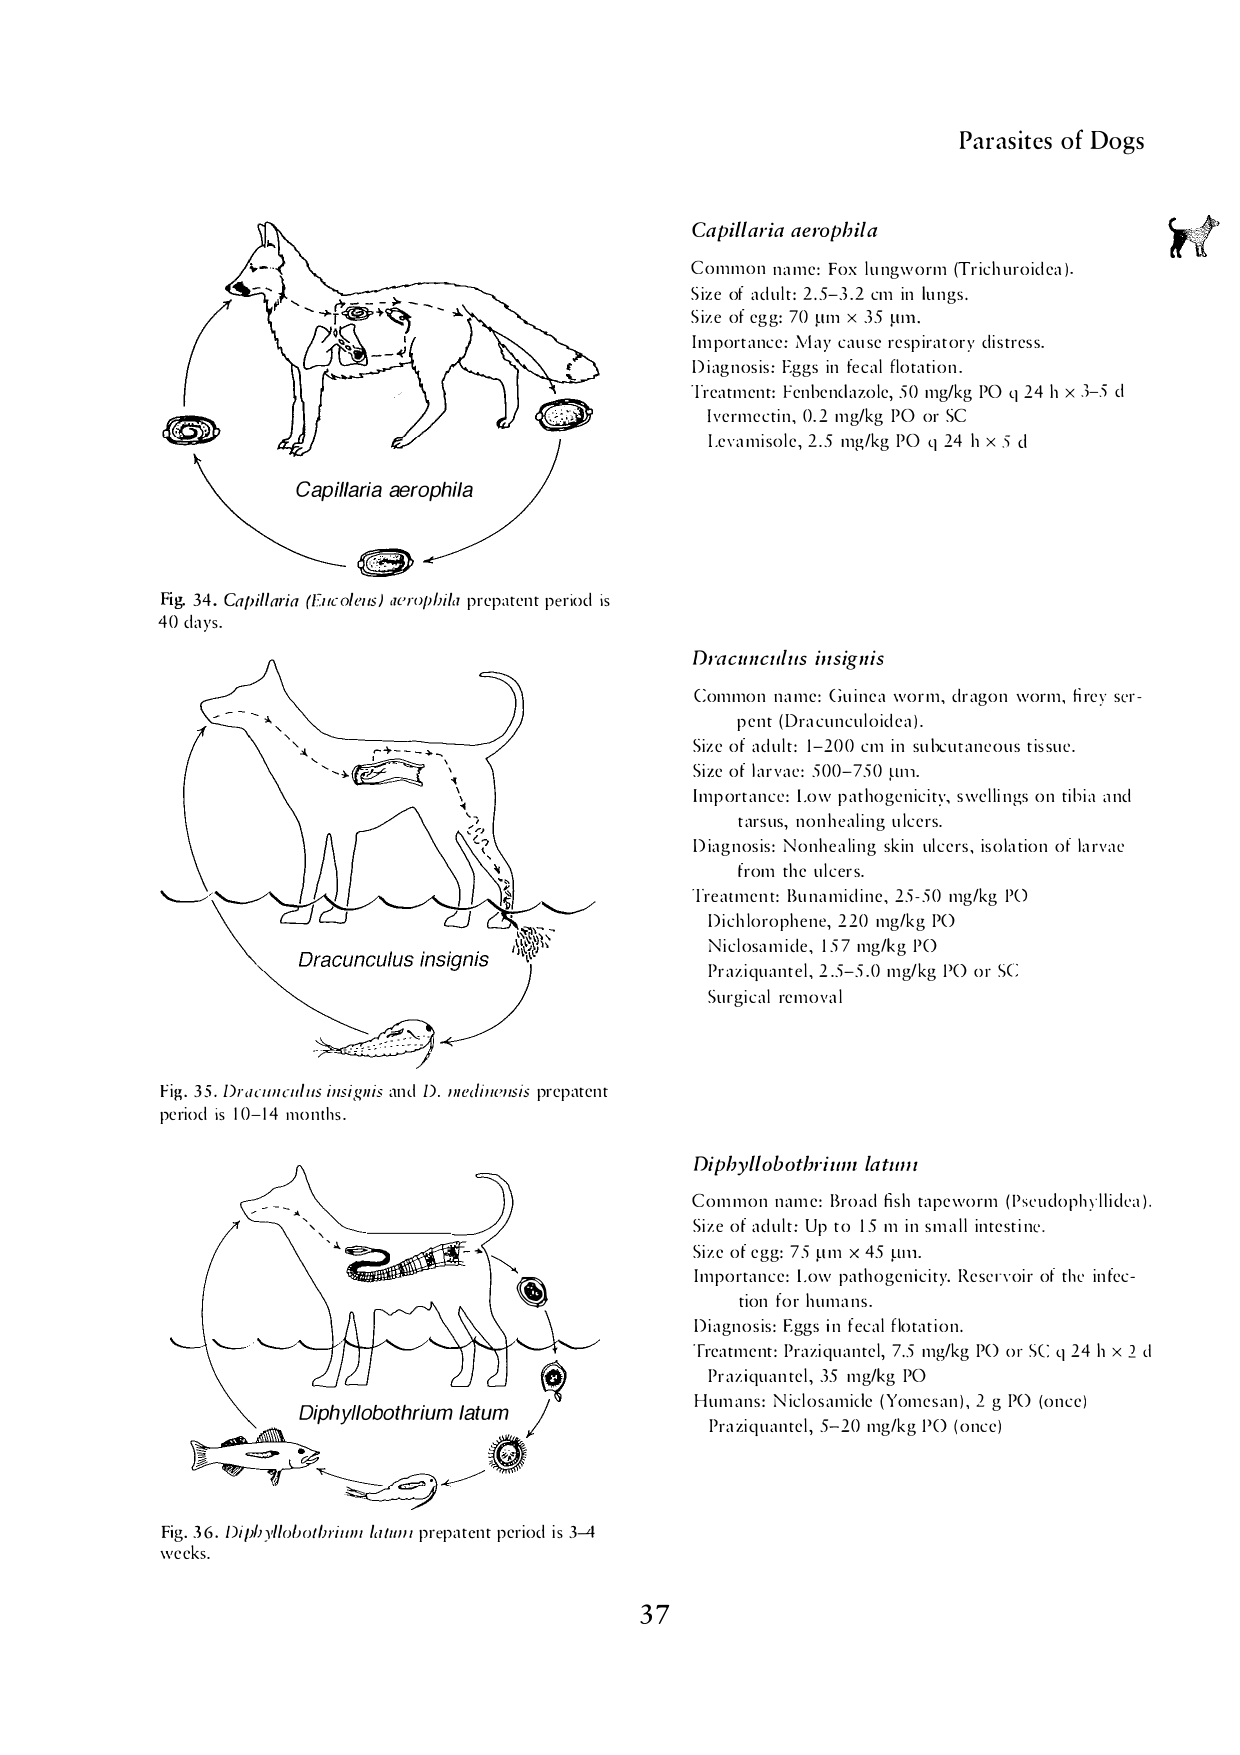 Parasites of Dogs
Capillaria aerophila
Fig. 34. Capillaria (Eucoleus) aerophila prepatent period is
40 days.
Capillaria aerophila
Common name: Fox lungworm (Trichuroidea).
Size of adult: 2.5–3.2 cm in lungs.
Size of egg: 70 µm × 35 µm.
Importance: May cause respiratory distress.
Diagnosis: Eggs in fecal flotation.
Treatment: Fenbendazole, 50 mg/kg PO q 24 h × 3–5 d
Ivermectin, 0.2 mg/kg PO or SC
Levamisole, 2.5 mg/kg PO q 24 h × 5 d
Dracunculus insignis
Fig. 35. Dracunculus insignis and D. medinensis prepatent
period is 10–14 months.
Dracunculus insignis
Common name: Guinea worm, dragon worm, firey ser-
pent (Dracunculoidea).
Size of adult: 1–200 cm in subcutaneous tissue.
Size of larvae: 500–750 µm.
Importance: Low pathogenicity, swellings on tibia and
tarsus, nonhealing ulcers.
Diagnosis: Nonhealing skin ulcers, isolation of larvae
from the ulcers.
Treatment: Bunamidine, 25-50 mg/kg PO
Dichlorophene, 220 mg/kg PO
Niclosamide, 157 mg/kg PO
Praziquantel, 2.5–5.0 mg/kg PO or SC
Surgical removal
Diphyllobothrium latum
Fig. 36. Diphyllobothrium latum prepatent period is 3–4
weeks.
Diphyllobothrium latum
Common name: Broad fish tapeworm (Pseudophyllidea).
Size of adult: Up to 15 m in small intestine.
Size of egg: 75 µm × 45 µm.
Importance: Low pathogenicity. Reservoir of the infec-
tion for humans.
Diagnosis: Eggs in fecal flotation.
Treatment: Praziquantel, 7.5 mg/kg PO or SC q 24 h × 2 d
Praziquantel, 35 mg/kg PO
Humans: Niclosamide (Yomesan), 2 g PO (once)
Praziquantel, 5–20 mg/kg PO (once)
37